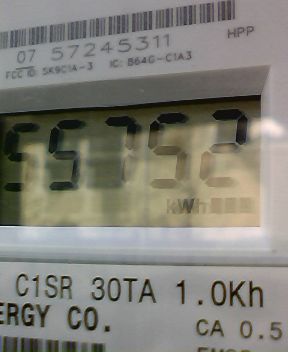 07 57245311
HPP
FCC ID: SK9C1A-3 IC: 864G-C1A3
55752
kWh
C1SR 30TA 1.0Kh
ERGY CO.
CA 0.5